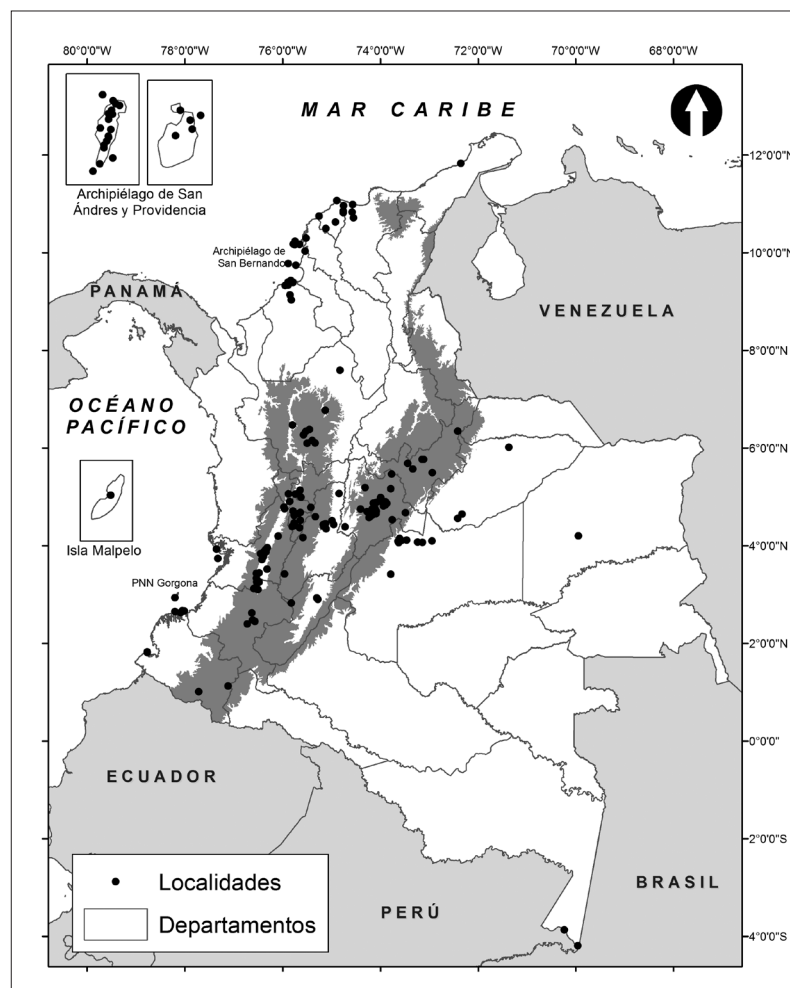 80°0'0"W 78°0'0"W 76°0'0"W 74°0'0"W 72°0'0"W 70°0'0"W 68°0'0"W
MAR CARIBE
12°0'0"N
Archipiélago de San
Ándres y Providencia
10°0'0"N
Archipiélago de
San Bernando
PANAMÁ
VENEZUELA
8°0'0"N
OCÉANO
PACÍFICO
6°0'0"N
Isla Malpelo
4°0'0"N
PNN Gorgona
2°0'0"N
0°0'0"
ECUADOR
2°0'0"S
Localidades
Departamentos
PERÚ
BRASIL
4°0'0"S